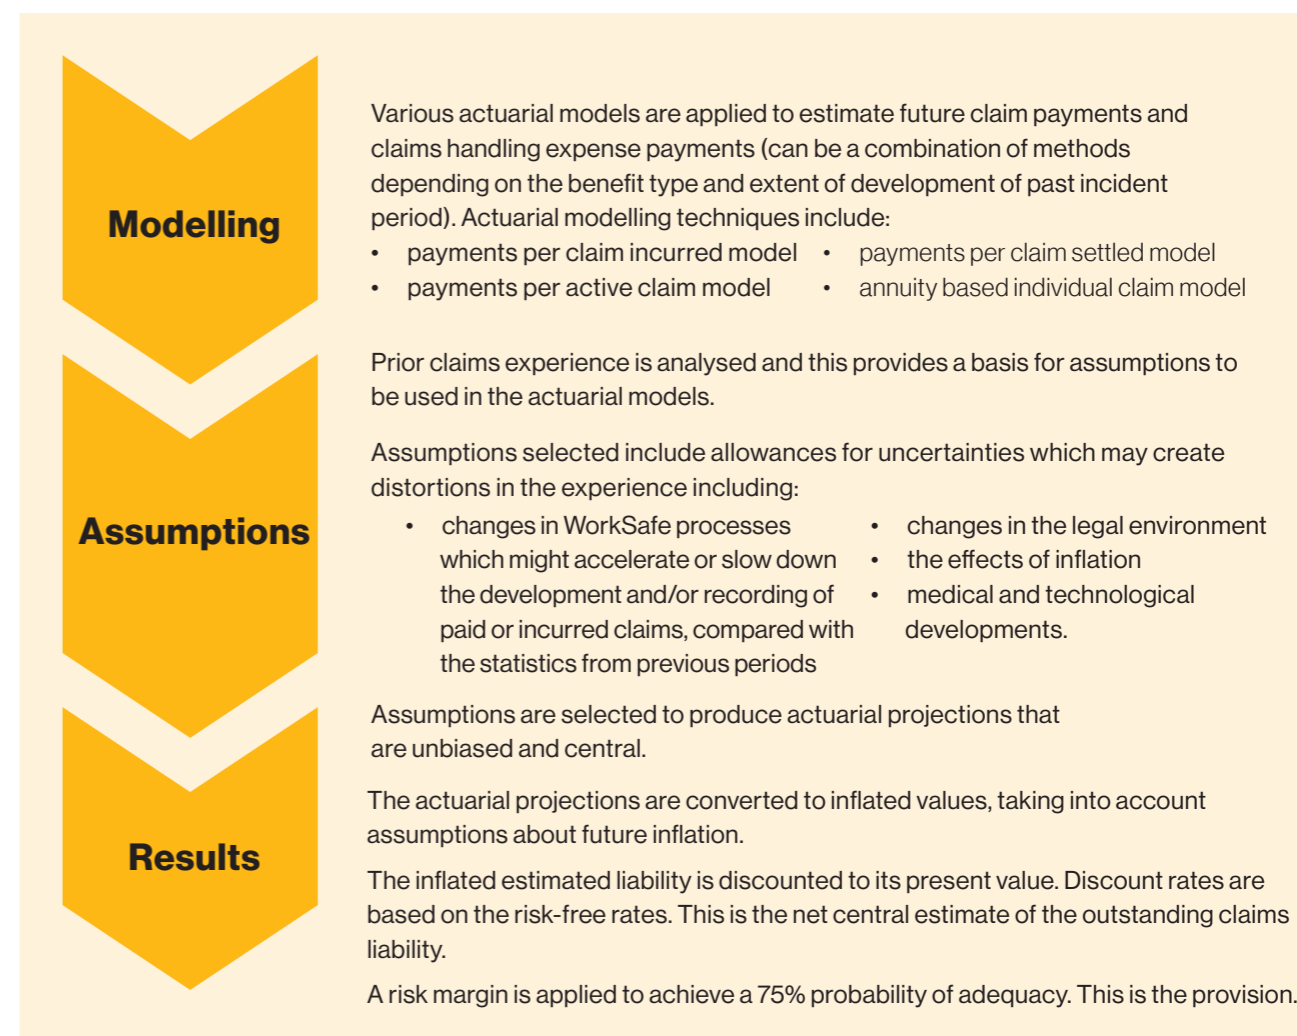 Modelling
Various actuarial models are applied to estimate future claim payments and
claims handling expense payments (can be a combination of methods
depending on the benefit type and extent of development of past incident
period). Actuarial modelling techniques include:
• payments per claim incurred model
• payments per active claim model
• payments per claim settled model
• annuity based individual claim model
Assumptions
Prior claims experience is analysed and this provides a basis for assumptions to
be used in the actuarial models.
Assumptions selected include allowances for uncertainties which may create
distortions in the experience including:
• changes in WorkSafe processes
which might accelerate or slow down
the development and/or recording of
paid or incurred claims, compared with
the statistics from previous periods
• changes in the legal environment
• the effects of inflation
• medical and technological
developments.
Assumptions are selected to produce actuarial projections that
are unbiased and central.
Results
The actuarial projections are converted to inflated values, taking into account
assumptions about future inflation.
The inflated estimated liability is discounted to its present value. Discount rates are
based on the risk-free rates. This is the net central estimate of the outstanding claims
liability.
A risk margin is applied to achieve a 75% probability of adequacy. This is the provision.